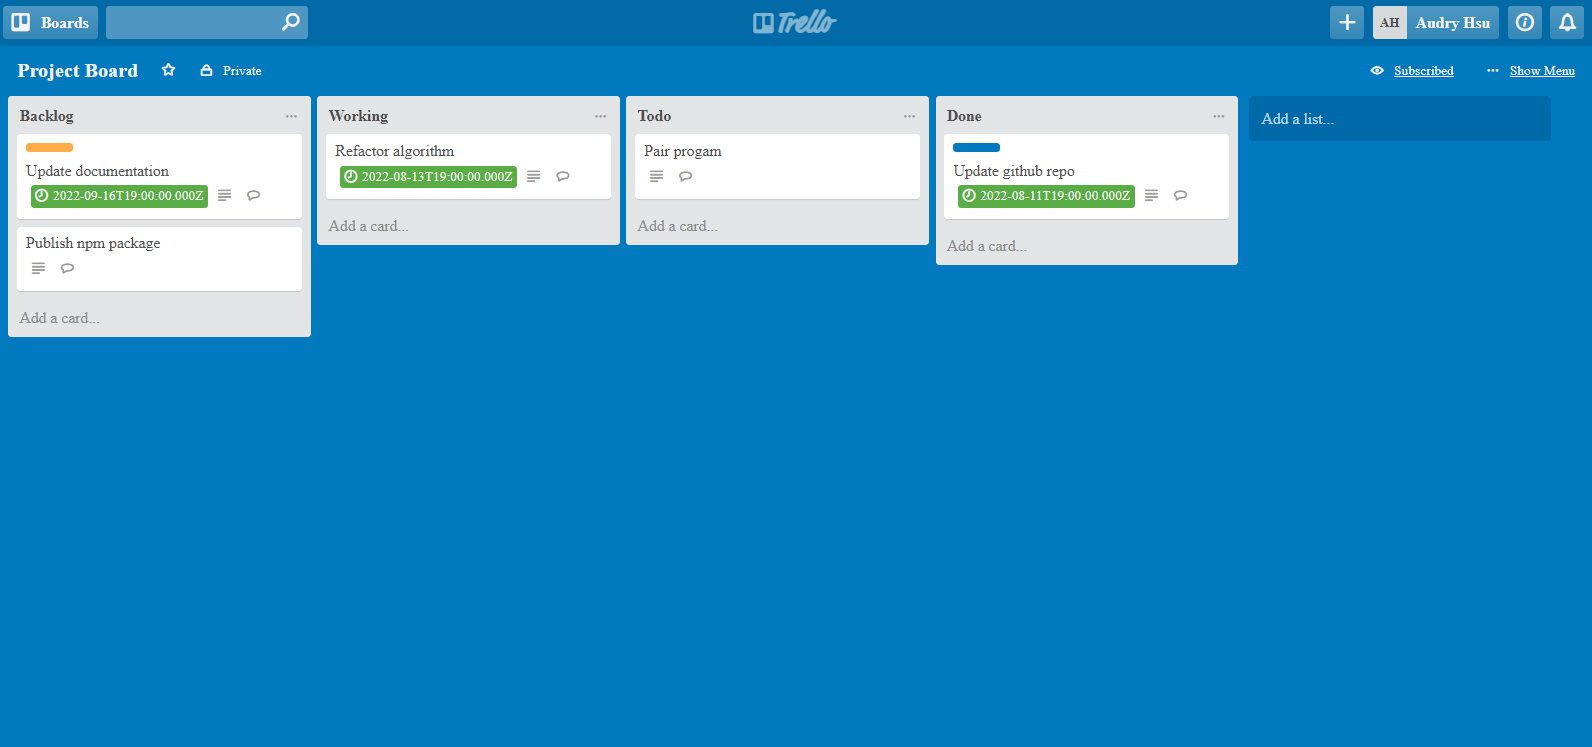 Boards
Trello
AH
Audry Hsu
Project Board
Private
Subscribed
Show Menu
Backlog
Update documentation
2022-09-16T19:00:00.000Z
Publish npm package
Add a card...
Working
Refactor algorithm
2022-08-13T19:00:00.000Z
Add a card...
Todo
Pair progam
Add a card...
Done
Update github repo
2022-08-11T19:00:00.000Z
Add a card...
Add a list...